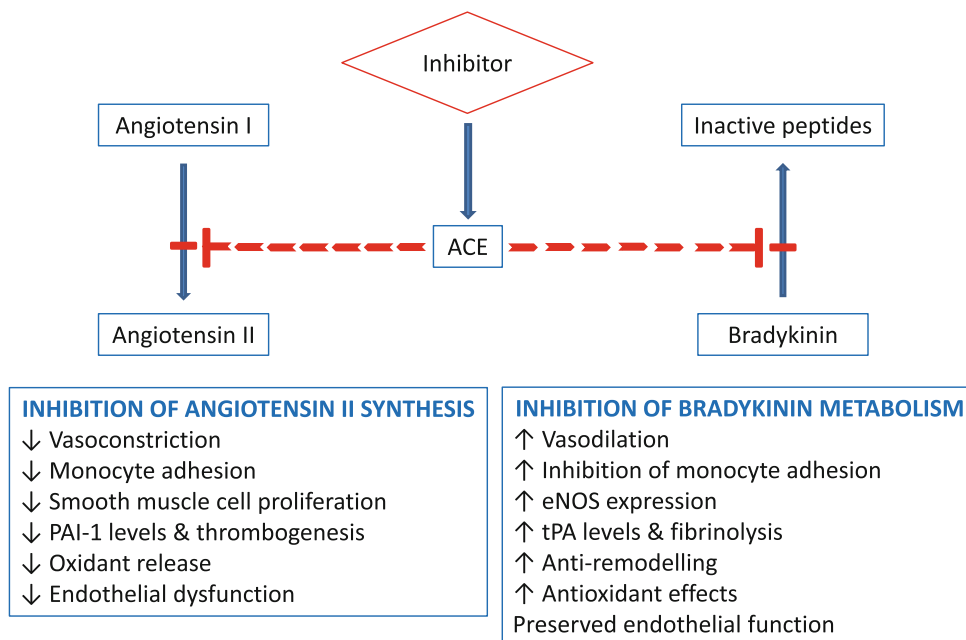 Inhibitor
Angiotensin I
Inactive peptides
ACE
Angiotensin II
Bradykinin
INHIBITION OF ANGIOTENSIN II SYNTHESIS
↓ Vasoconstriction
↓ Monocyte adhesion
↓ Smooth muscle cell proliferation
↓ PAI-1 levels & thrombogenesis
↓ Oxidant release
↓ Endothelial dysfunction
INHIBITION OF BRADYKININ METABOLISM
↑ Vasodilation
↑ Inhibition of monocyte adhesion
↑ eNOS expression
↑ tPA levels & fibrinolysis
↑ Anti-remodelling
↑ Antioxidant effects
Preserved endothelial function